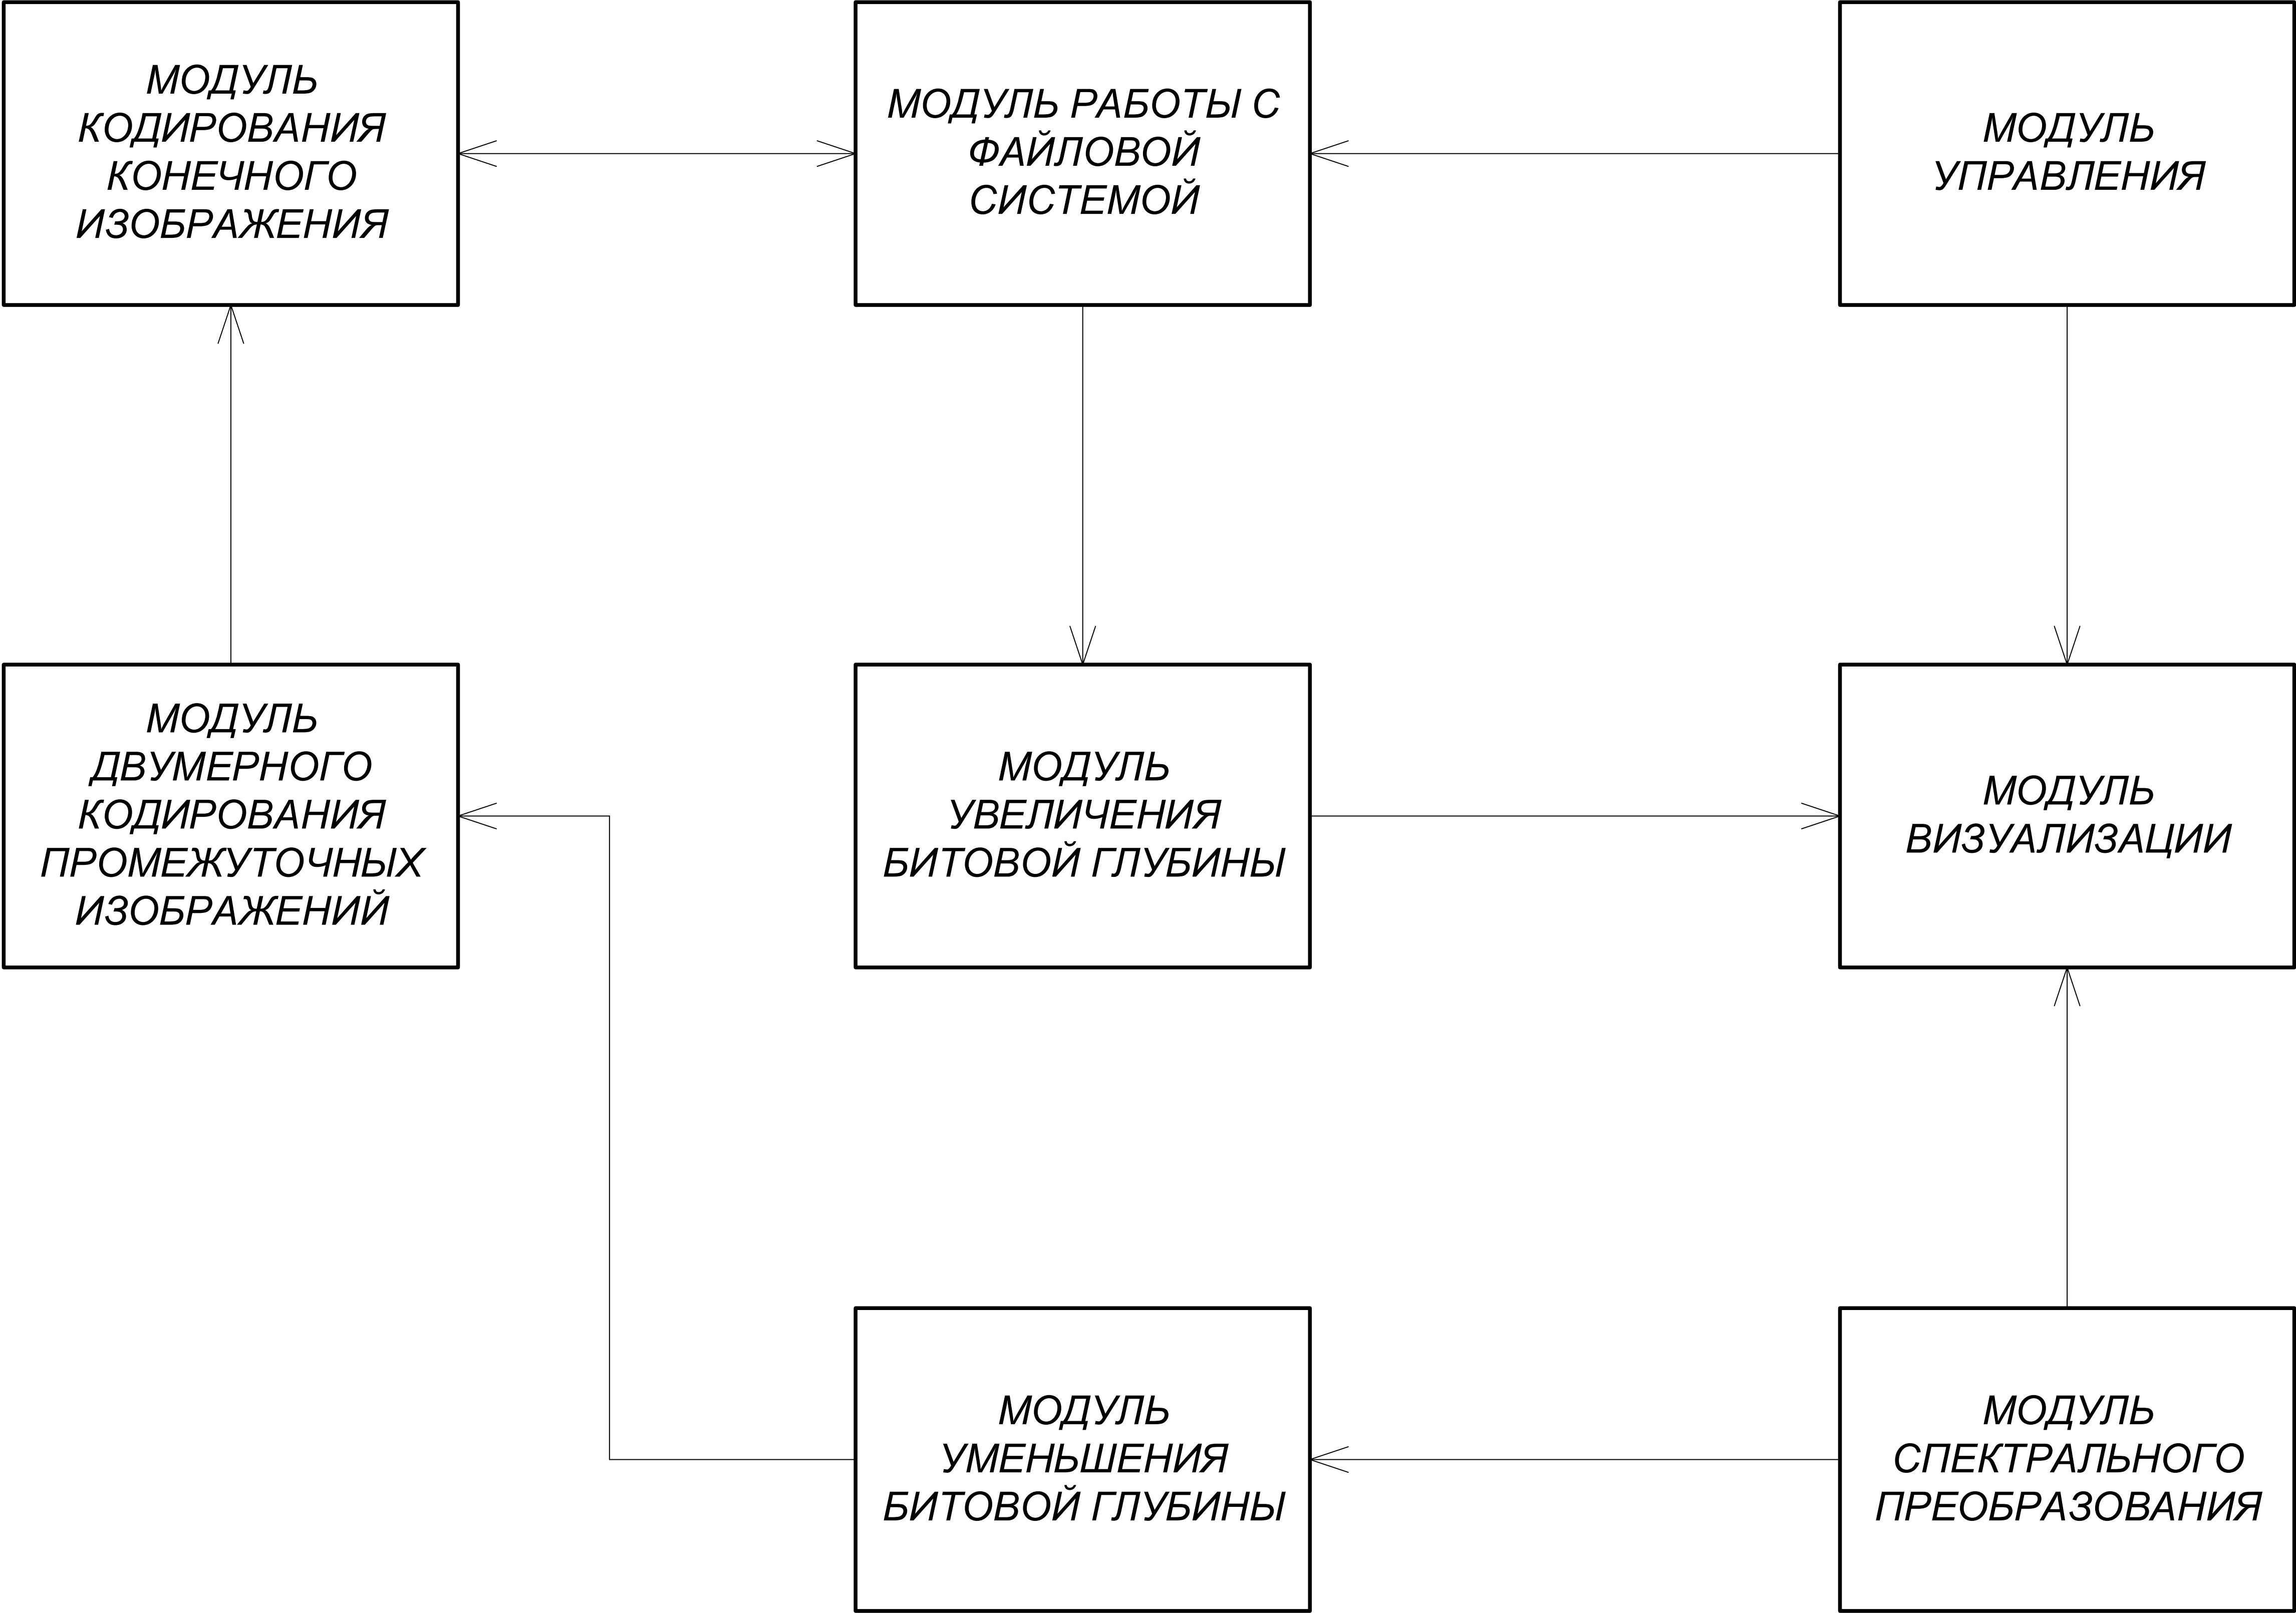 МОДУЛЬ
КОДИРОВАНИЯ
КОНЕЧНОГО
ИЗОБРАЖЕНИЯ
МОДУЛЬ РАБОТЫ С
ФАЙЛОВОЙ
СИСТЕМОЙ
МОДУЛЬ
УПРАВЛЕНИЯ
МОДУЛЬ
ДВУМЕРНОГО
КОДИРОВАНИЯ
ПРОМЕЖУТОЧНЫХ
ИЗОБРАЖЕНИЙ
МОДУЛЬ
УВЕЛИЧЕНИЯ
БИТОВОЙ ГЛУБИНЫ
МОДУЛЬ
ВИЗУАЛИЗАЦИИ
МОДУЛЬ
УМЕНЬШЕНИЯ
БИТОВОЙ ГЛУБИНЫ
МОДУЛЬ
СПЕКТРАЛЬНОГО
ПРЕОБРАЗОВАНИЯ